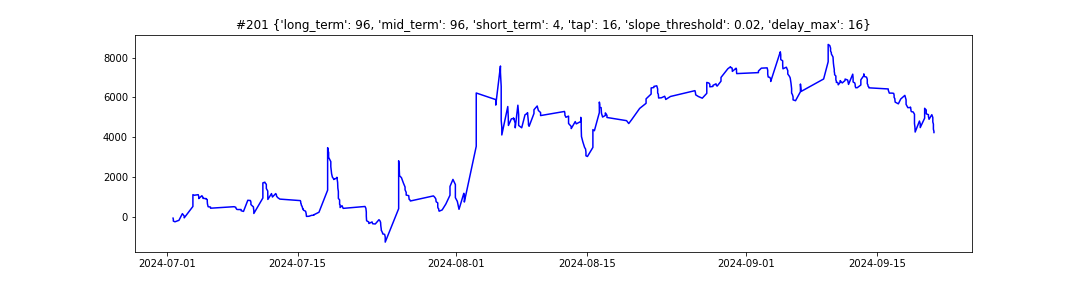 #201 {'long_term': 96, 'mid_term': 96, 'short_term': 4, 'tap': 16, 'slope_threshold': 0.02, 'delay_max': 16}
8000
6000
4000
2000
0
2024-07-01 2024-07-15 2024-08-01 2024-08-15 2024-09-01 2024-09-15